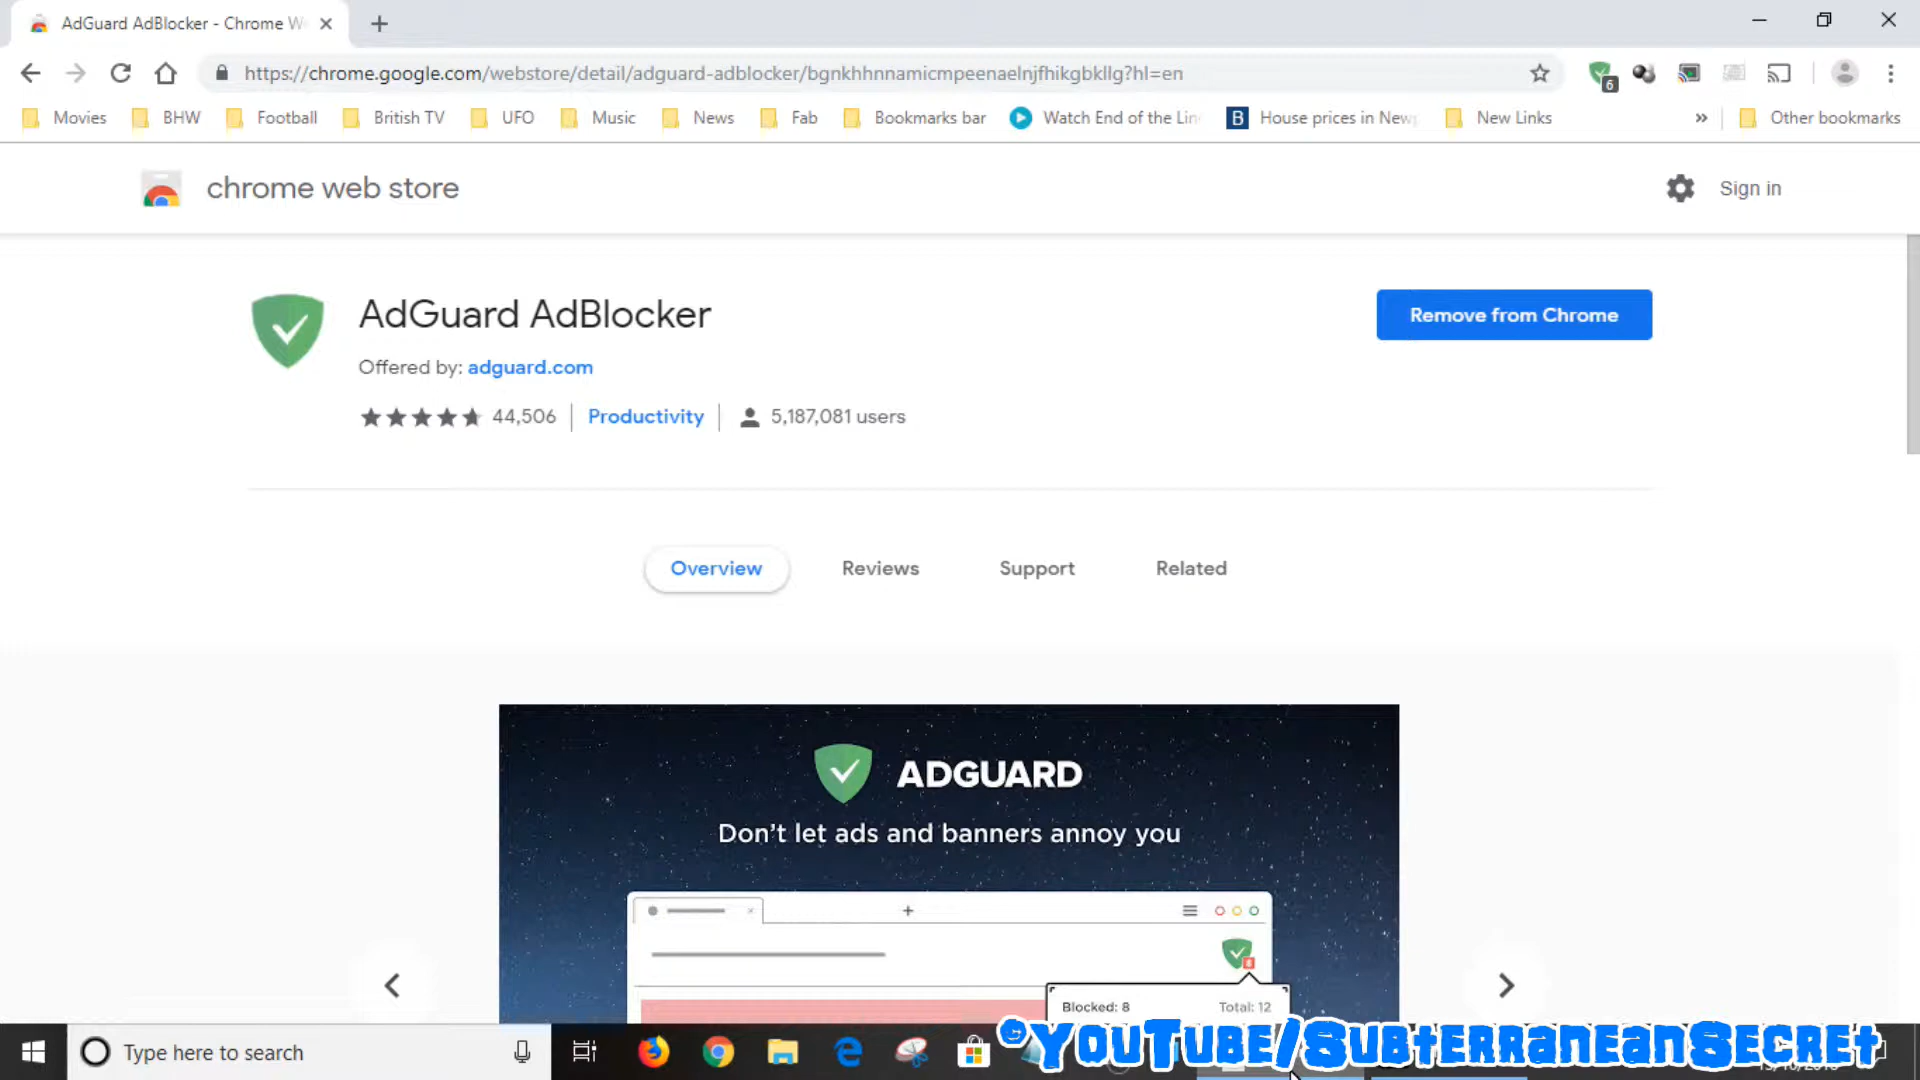 AdGuard AdBlocker - Chrome W
https://chrome.google.com/webstore/detail/adguard-adblocker/bgnkhhnnamicmpeenaelnjfhikgbkllg?hl=en
6
Movies BHW Football British TV UFO Music News Fab Bookmarks bar Watch End of the Lin House prices in New New Links » Other bookmarks
chrome web store Sign in
AdGuard AdBlocker Remove from Chrome
Offered by: adguard.com
44,506 Productivity 5,187,081 users
Overview Reviews Support Related
ADGUARD
Don't let ads and banners annoy you
8
Blocked: 8 Total: 12
Type here to search
©YouTube/SubterraneanSecret